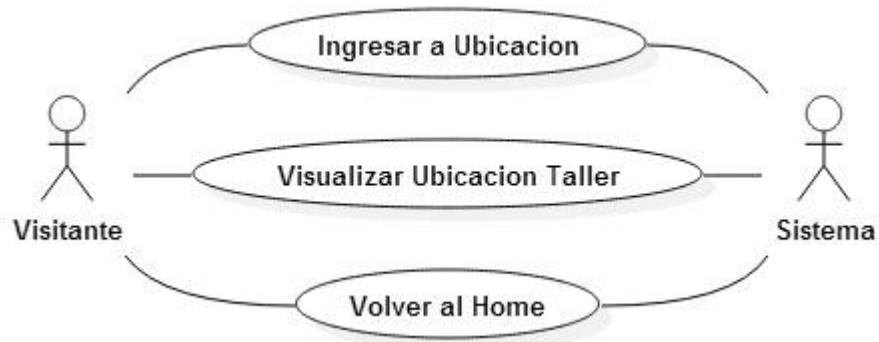 Ingresar a Ubicacion
Visualizar Ubicacion Taller
Visitante
Sistema
Volver al Home